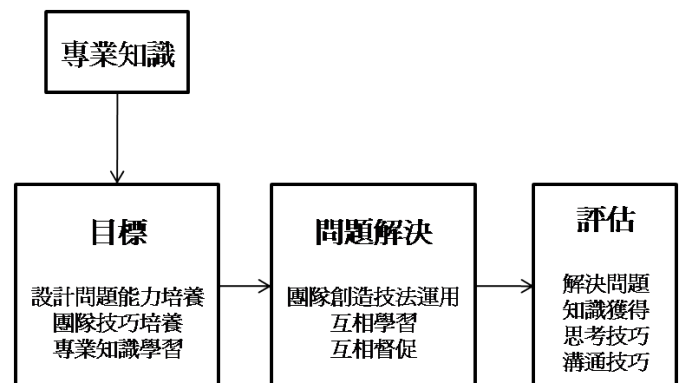 專業知識
目標
設計問題能力培養
團隊技巧培養
專業知識學習
問題解決
團隊創造技法運用
互相學習
互相督促
評估
解決問題
知識獲得
思考技巧
溝通技巧